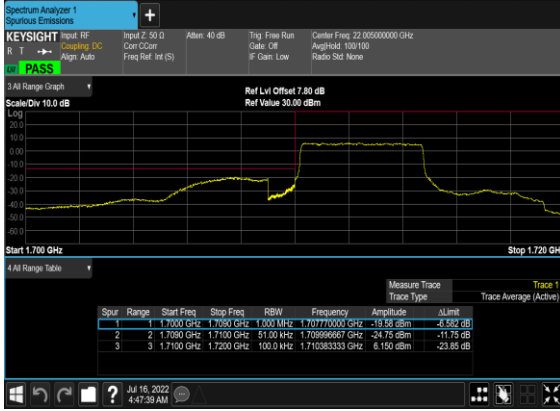 Spectrum Analyzer 1
Spurious Emissions
KEYSIGHT Input: RF Input Z: 50 Ω Atten: 40 dB Trig: Free Run Center Freq: 22.005000000 GHz
R T Coupling: DC Corr CCorr Gate: Off Avg|Hold: 100/100
Align: Auto Freq Ref: Int (S) IF Gain: Low Radio Std: None
PASS
3 All Range Graph
Ref Lvl Offset 7.80 dB
Scale/Div 10.0 dB Ref Value 30.00 dBm
Log
20.0
10.0
0.00
-10.0
-20.0
-30.0
-40.0
-50.0
-60.0
Start 1.700 GHz Stop 1.720 GH
4 All Range Table
Measure Trace Trace 1
Trace Type Trace Average (Active)
Spur Range Start Freq Stop Freq RBW Frequency Amplitude ΔLimit
1 1 1.7000 GHz 1.7090 GHz 1.000 MHz 1.707770000 GHz -19.58 dBm -6.582 dB
2 2 1.7090 GHz 1.7100 GHz 51.00 kHz 1.709996667 GHz -24.75 dBm -11.75 dB
3 3 1.7100 GHz 1.7200 GHz 100.0 kHz 1.710383333 GHz 6.150 dBm -23.85 dB
Jul 16, 2022
4:47:39 AM